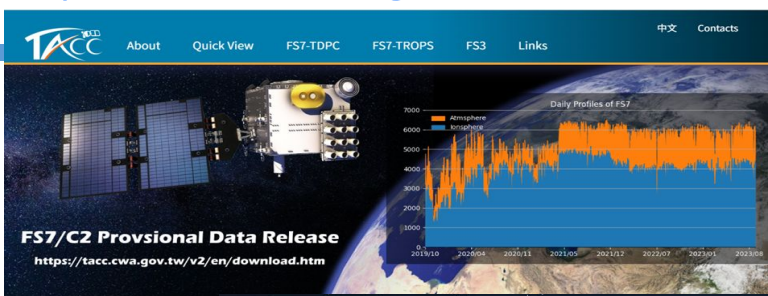 TACC
About Quick View FS7-TDPC FS7-TROPS FS3 Links
中文 Contacts
Daily Profiles of FS7
Atmsphere
Ionsphere
7000
6000
5000
4000
3000
2000
1000
0
2019/10 2020/04 2020/11 2021/05 2021/12 2022/07 2023/01 2023/08
FS7/C2 Provsional Data Release
https://tacc.cwa.gov.tw/v2/en/download.htm